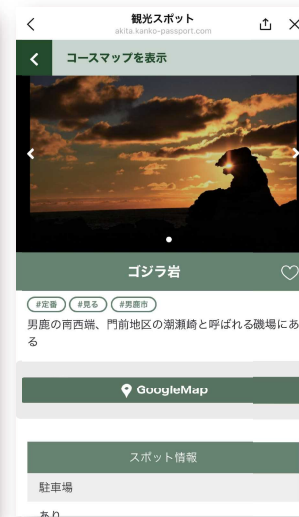 観光スポット
akita.kanko-passport.com
コースマップを表示
ゴジラ岩
#定番 #見る #男鹿市
男鹿の南西端、門前地区の潮瀬崎と呼ばれる磯場にあ
る
GoogleMap
スポット情報
駐車場
あり